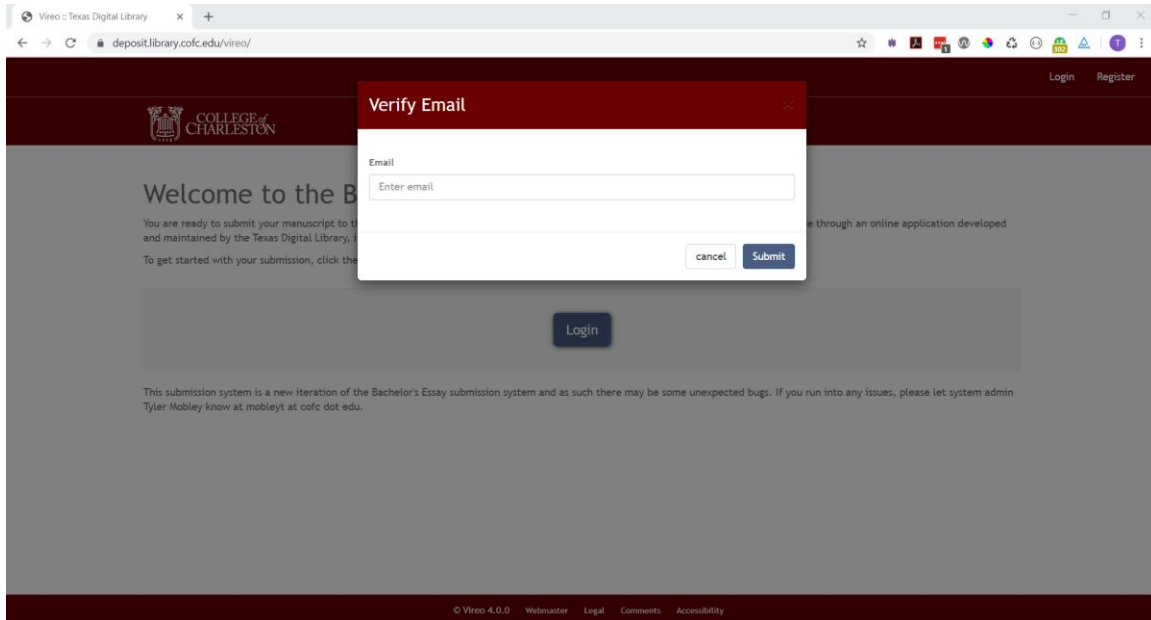 Vireo :: Texas Digital Library
deposit.library.cofc.edu/vireo/
1
302
T
Login Register
COLLEGE of
CHARLESTON
Verify Email
Email
Enter email
cancel Submit
Welcome to the B
You are ready to submit your manuscript to t e through an online application developed
and maintained by the Texas Digital Library,
To get started with your submission, click the
Login
This submission system is a new iteration of the Bachelor's Essay submission system and as such there may be some unexpected bugs. If you run into any issues, please let system admin
Tyler Mobley know at mobleyt at cofc dot edu.
© Vireo 4.0.0 Webmaster Legal Comments Accessibility